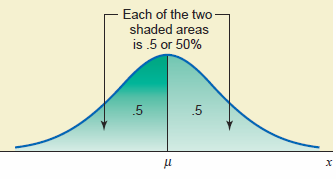 Each of the two
shaded areas
is .5 or 50%
.5 .5
μ x